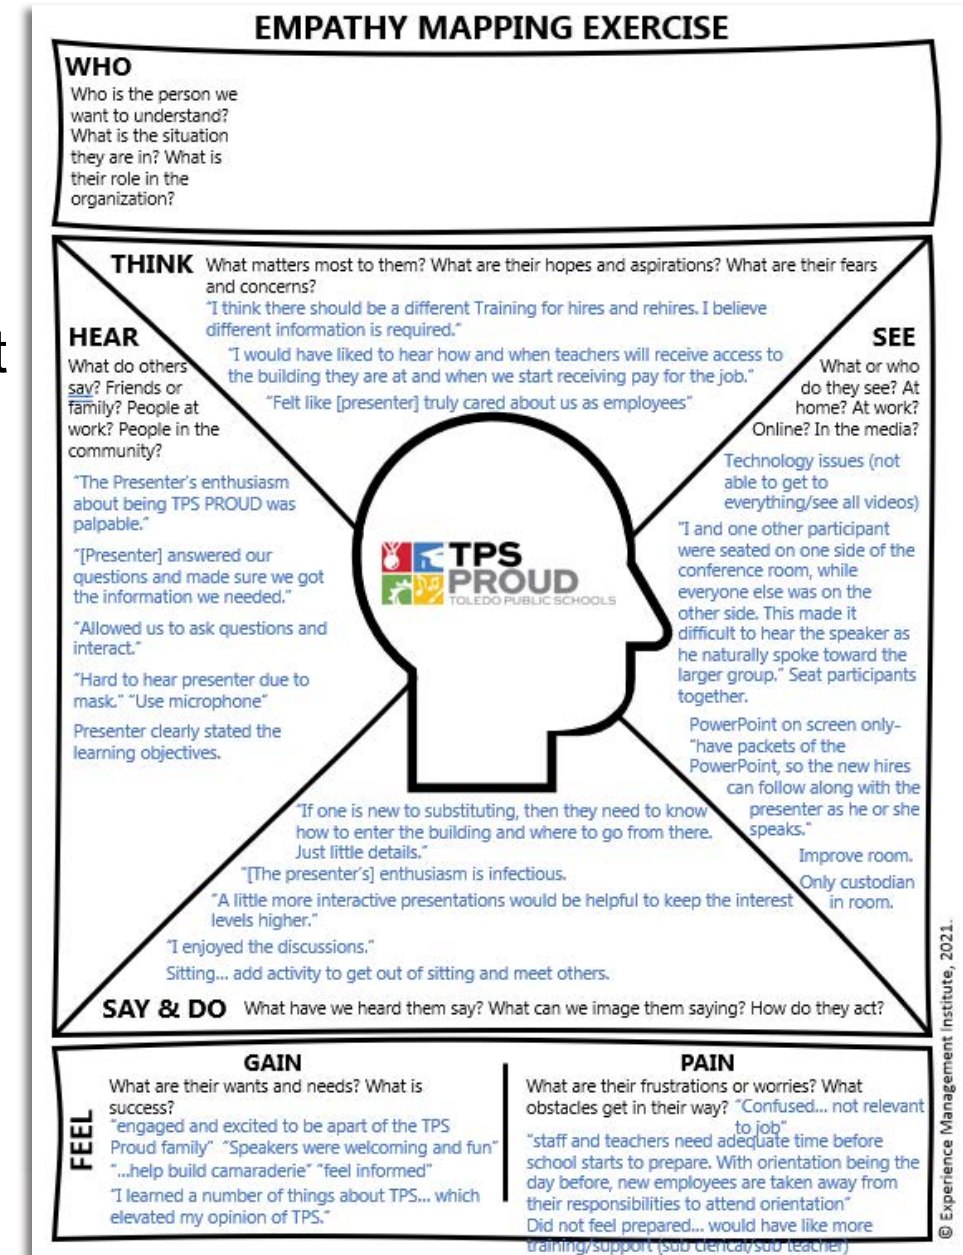 t
EMPATHY MAPPING EXERCISE
WHO
Who is the person we
want to understand?
What is the situation
they are in? What is
their role in the
organization?
THINK What matters most to them? What are their hopes and aspirations? What are their fears
and concerns?
"I think there should be a different Training for hires and rehires. I believe
different information is required."
"I would have liked to hear how and when teachers will receive access to
the building they are at and when we start receiving pay for the job."
"Felt like [presenter] truly cared about us as employees"
HEAR
What do others
say? Friends or
family? People at
work? People in the
community?
"The Presenter's enthusiasm
about being TPS PROUD was
palpable."
"[Presenter] answered our
questions and made sure we got
the information we needed."
"Allowed us to ask questions and
interact."
"Hard to hear presenter due to
mask." "Use microphone"
Presenter clearly stated the
learning objectives.
TPS
PROUD
TOLEDO PUBLIC SCHOOLS
SEE
What or who
do they see? At
home? At work?
Online? In the media?
Technology issues (not
able to get to
everything/see all videos)
"I and one other participant
were seated on one side of the
conference room, while
everyone else was on the
other side. This made it
difficult to hear the speaker as
he naturally spoke toward the
larger group." Seat participants
together.
PowerPoint on screen only-
"have packets of the
PowerPoint, so the new hires
can follow along with the
presenter as he or she
speaks."
Improve room.
Only custodian
in room.
"If one is new to substituting, then they need to know
how to enter the building and where to go from there.
Just little details."
"[The presenter's] enthusiasm is infectious.
"A little more interactive presentations would be helpful to keep the interest
levels higher."
"I enjoyed the discussions."
Sitting... add activity to get out of sitting and meet others.
SAY & DO What have we heard them say? What can we image them saying? How do they act?
FEEL
GAIN
What are their wants and needs? What is
success?
"engaged and excited to be apart of the TPS
Proud family" "Speakers were welcoming and fun"
"...help build camaraderie" "feel informed"
"I learned a number of things about TPS... which
elevated my opinion of TPS."
PAIN
What are their frustrations or worries? What
obstacles get in their way? "Confused... not relevant
to job"
"staff and teachers need adequate time before
school starts to prepare. With orientation being the
day before, new employees are taken away from
their responsibilities to attend orientation"
Did not feel prepared... would have like more
training/support (sub clerical/sub teacher)
© Experience Management Institute, 2021.